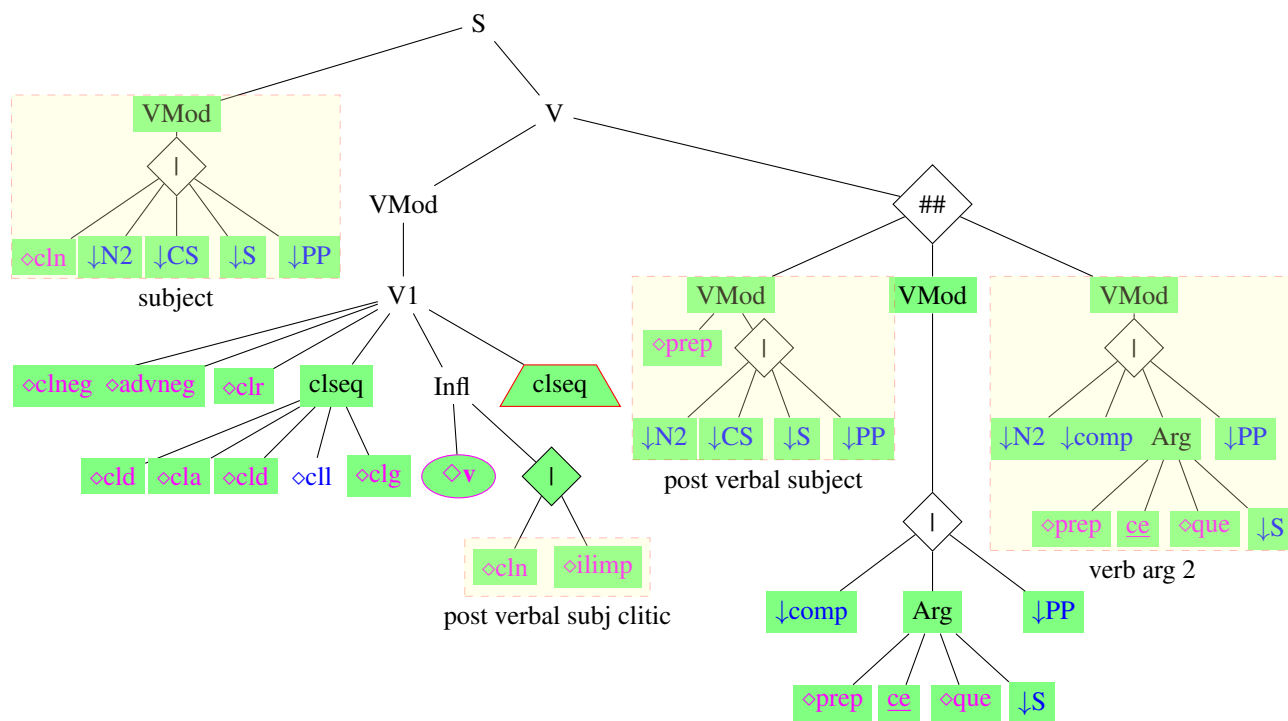 S
VMod
V
|
VMod
##
◇cln ↓N2 ↓CS ↓S ↓PP
subject
V1
VMod
VMod
VMod
◇prep
|
|
◇clneg ◇advneg ◇clr clseq Infl clseq
↓N2 ↓CS ↓S ↓PP
↓N2 ↓comp Arg ↓PP
post verbal subject
◇cld ◇cla ◇cld ◇cll ◇clg ◇v |
|
◇prep ce ◇que ↓S
verb arg 2
◇cln ◇ilimp
post verbal subj clitic
↓comp Arg ↓PP
◇prep ce ◇que ↓S